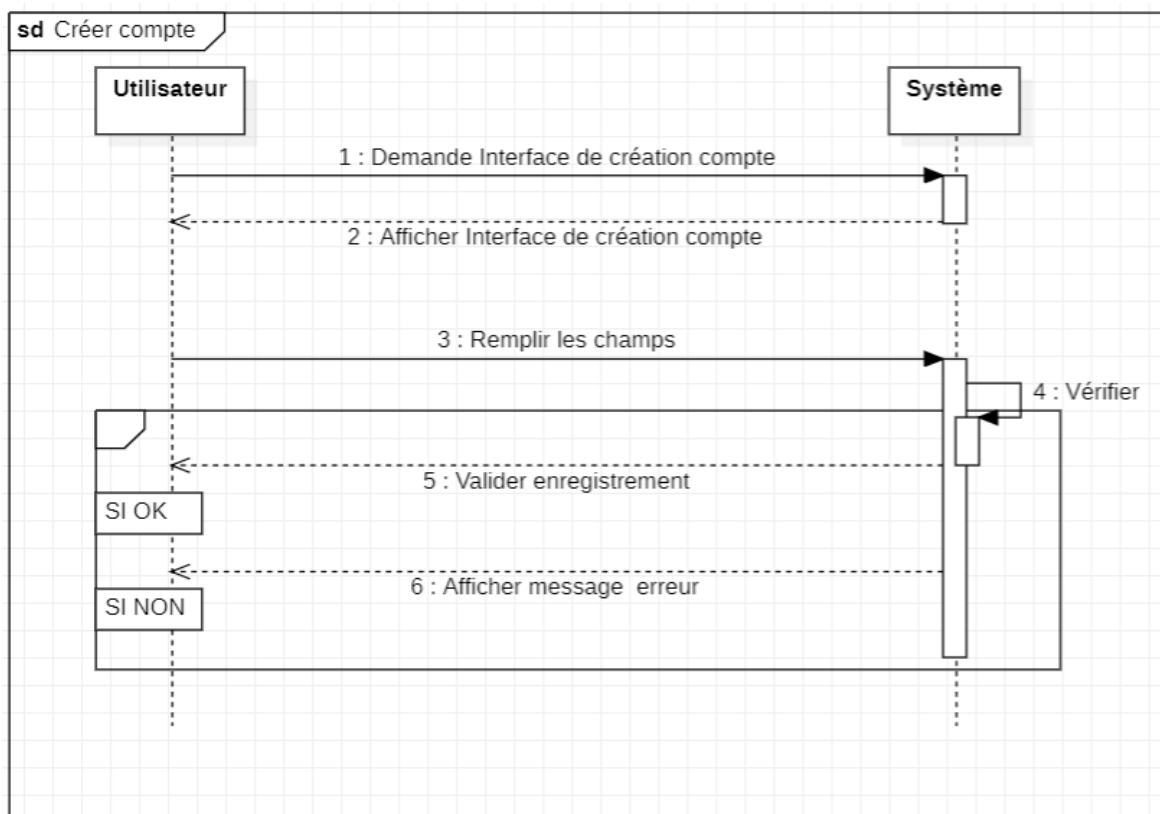 sd Créer compte
Utilisateur
Système
1 : Demande Interface de création compte
2 : Afficher Interface de création compte
3 : Remplir les champs
4 : Vérifier
5 : Valider enregistrement
SI OK
6 : Afficher message  erreur
SI NON